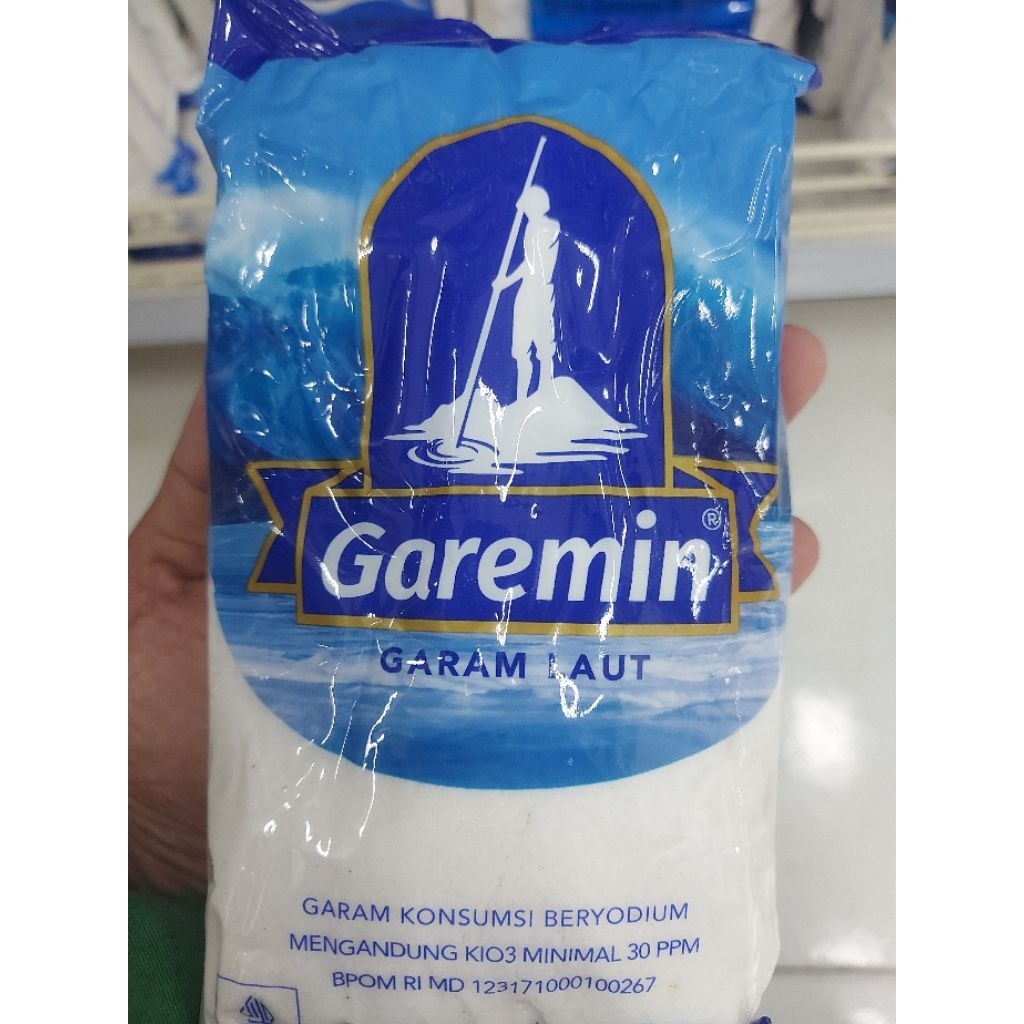 Garemin®
GARAM LAUT
GARAM KONSUMSI BERYODIUM
MENGANDUNG KIO3 MINIMAL 30 PPM
BPOM RI MD 123171000100267